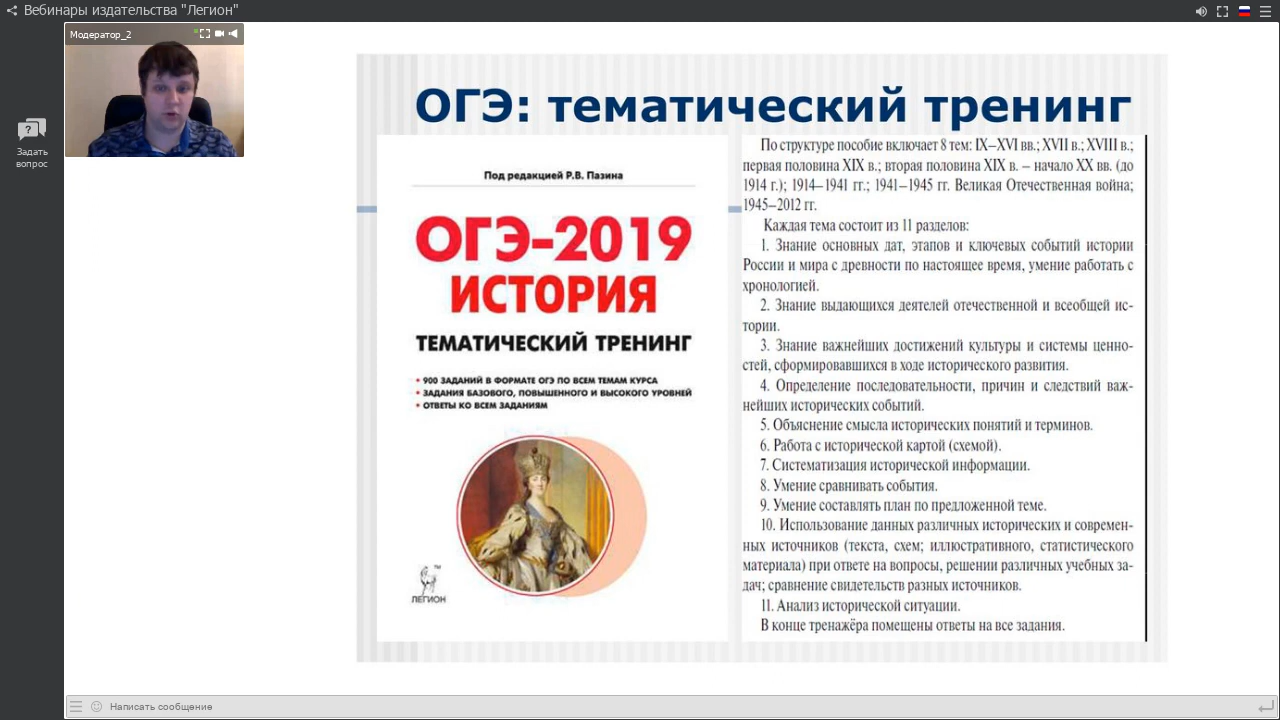 Вебинары издательства "Легион"
Модератор_2
Задать
вопрос
ОГЭ: тематический тренинг
Под редакцией Р.В. Пазина
ОГЭ-2019
ИСТОРИЯ
ТЕМАТИЧЕСКИЙ ТРЕНИНГ
• 900 ЗАДАНИЙ В ФОРМАТЕ ОГЭ ПО ВСЕМ ТЕМАМ КУРСА
• ЗАДАНИЯ БАЗОВОГО, ПОВЫШЕННОГО И ВЫСОКОГО УРОВНЕЙ
• ОТВЕТЫ КО ВСЕМ ЗАДАНИЯМ
ЛЕГИОН
TM
По структуре пособие включает 8 тем: IX–XVI вв.; XVII в.; XVIII в.;
первая половина XIX в.; вторая половина XIX в. – начало XX вв. (до
1914 г.); 1914–1941 гг.; 1941–1945 гг. Великая Отечественная война;
1945–2012 гг.
Каждая тема состоит из 11 разделов:
1. Знание основных дат, этапов и ключевых событий истории
России и мира с древности по настоящее время, умение работать с
хронологией.
2. Знание выдающихся деятелей отечественной и всеобщей ис-
тории.
3. Знание важнейших достижений культуры и системы ценно-
стей, сформировавшихся в ходе исторического развития.
4. Определение последовательности, причин и следствий важ-
нейших исторических событий.
5. Объяснение смысла исторических понятий и терминов.
6. Работа с исторической картой (схемой).
7. Систематизация исторической информации.
8. Умение сравнивать события.
9. Умение составлять план по предложенной теме.
10. Использование данных различных исторических и современ-
ных источников (текста, схем; иллюстративного, статистического
материала) при ответе на вопросы, решении различных учебных за-
дач; сравнение свидетельств разных источников.
11. Анализ исторической ситуации.
В конце тренажёра помещены ответы на все задания.
Написать сообщение